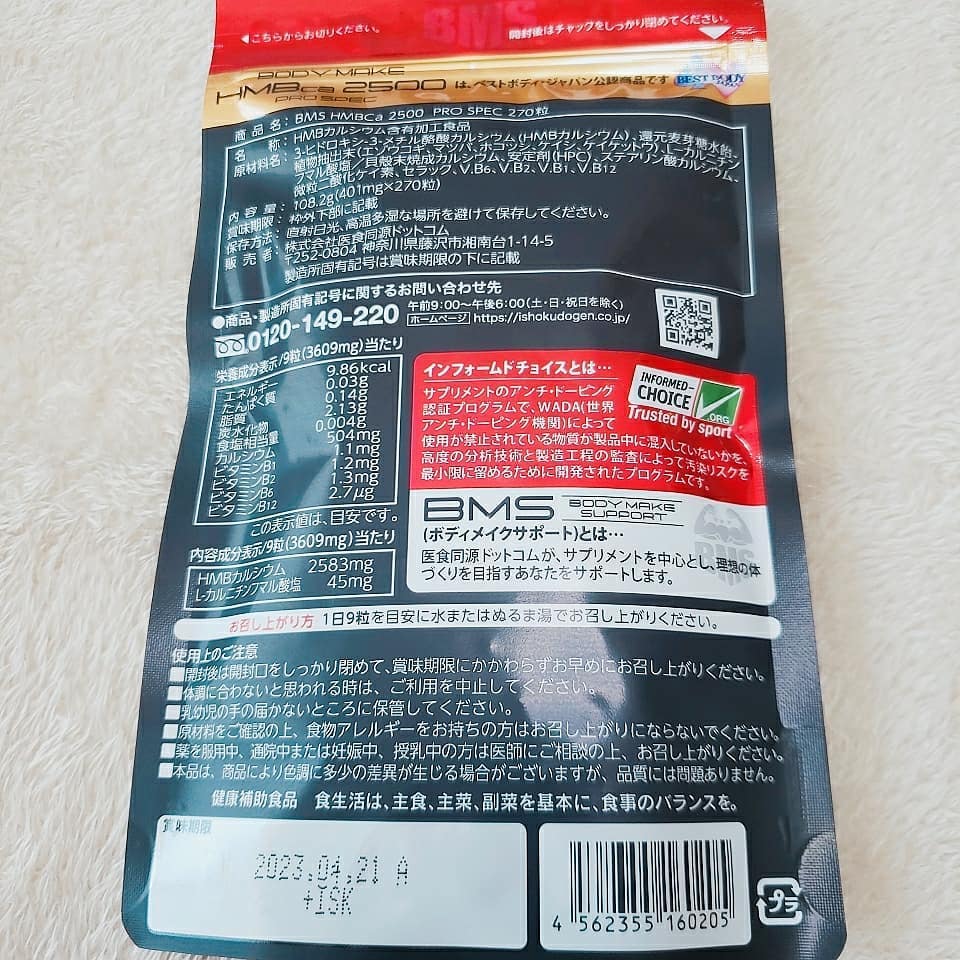 こちらからお切りください。
BMS
開封後はチャックをしっかり閉めてください。
BODY MAKE
HMBca 2500
PRO SPEC
は、ベストボディ・ジャパン公認商品です
BEST BODY
JAPAN
商品名：BMS HMBCa 2500 PRO SPEC 270粒
名称：HMBカルシウム含有加工食品
原材料名：3-ヒドロキシ-3-メチル酪酸カルシウム(HMBカルシウム)、還元麦芽糖水飴、
植物抽出末(エゾウコギ、マッバ、ホコツシ、ケイシ、ケイケットウ)、L-カルニチン
フマル酸塩、貝殻末焼成カルシウム、安定剤(HPC)、ステアリン酸カルシウム、
微粒二酸化ケイ素、セラック、V.B6、V.B2、V.B1、V.B12
内容量：108.2g(401mg×270粒)
賞味期限：枠外下部に記載
保存方法：直射日光、高温多湿な場所を避けて保存してください。
販売者：株式会社医食同源ドットコム
〒252-0804 神奈川県藤沢市湘南台1-14-5
製造所固有記号は賞味期限の下に記載
●商品・製造所固有記号に関するお問い合わせ先
0120-149-220
午前9:00〜午後6:00(土・日・祝日を除く)
ホームページ https://ishokudogen.co.jp/
栄養成分表示/9粒(3609mg)当たり
エネルギー 9.86kcal
たんぱく質 0.03g
脂質 0.14g
炭水化物 2.13g
食塩相当量 0.004g
カルシウム 504mg
ビタミンB1 1.1mg
ビタミンB2 1.2mg
ビタミンB6 1.3mg
ビタミンB12 2.7μg
この表示値は、目安です。
内容成分表示/9粒(3609mg)当たり
HMBカルシウム 2583mg
L-カルニチンフマル酸塩 45mg
インフォームドチョイスとは…
サプリメントのアンチ・ドーピング
認証プログラムで、WADA(世界
アンチ・ドーピング機関)によって
使用が禁止されている物質が製品中に混入していないかを、
高度の分析技術と製造工程の監査によって汚染リスクを
最小限に留めるために開発されたプログラムです。
INFORMED-
CHOICE
.ORG
Trusted by sport
BMS BODY MAKE
SUPPORT
(ボディメイクサポート)とは…
医食同源ドットコムが、サプリメントを中心とし、理想の体
づくりを目指すあなたをサポートします。
BMS
お召し上がり方 1日9粒を目安に水またはぬるま湯でお召し上がりください。
使用上のご注意
■開封後は開封口をしっかり閉めて、賞味期限にかかわらずお早めにお召し上がりください。
■体調に合わないと思われる時は、ご利用を中止してください。
■乳幼児の手の届かないところに保管してください。
■原材料をご確認の上、食物アレルギーをお持ちの方はお召し上がりにならないでください。
■薬を服用中、通院中または妊娠中、授乳中の方は医師にご相談の上、お召し上がりください。
■本品は、商品により色調に多少の差異が生じる場合がございますが、品質には問題ありません。
健康補助食品 食生活は、主食、主菜、副菜を基本に、食事のバランスを。
賞味期限
2023.04.21 A
+ISK
4 562355 160205
プラ